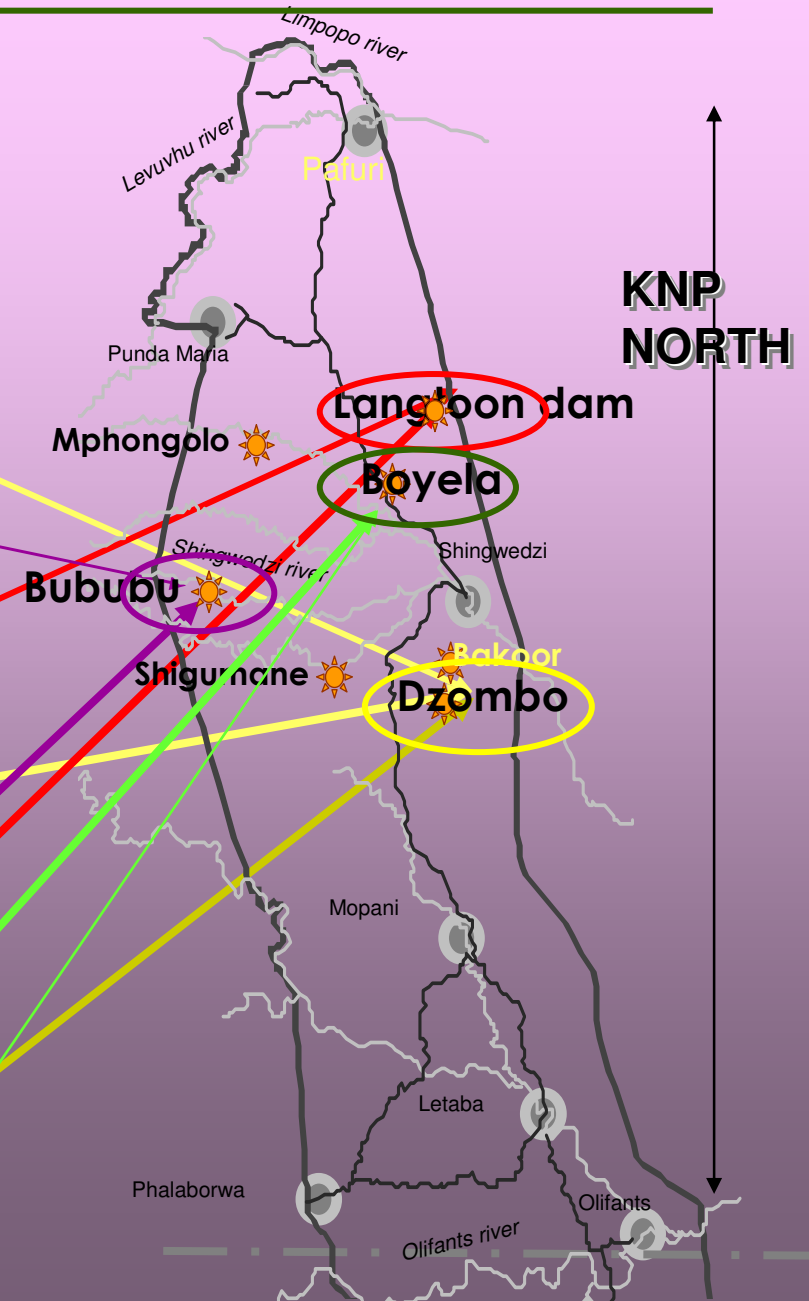 Limpopo river
Levuvhu river
Pafuri
KNP
NORTH
Punda Maria
Langtoon dam
Mphongolo
Boyela
Shingwedzi
Shingwedzi river
Bububu
Bakoor
Shigumane
Dzombo
Mopani
Letaba
Phalaborwa
Olifants
Olifants river